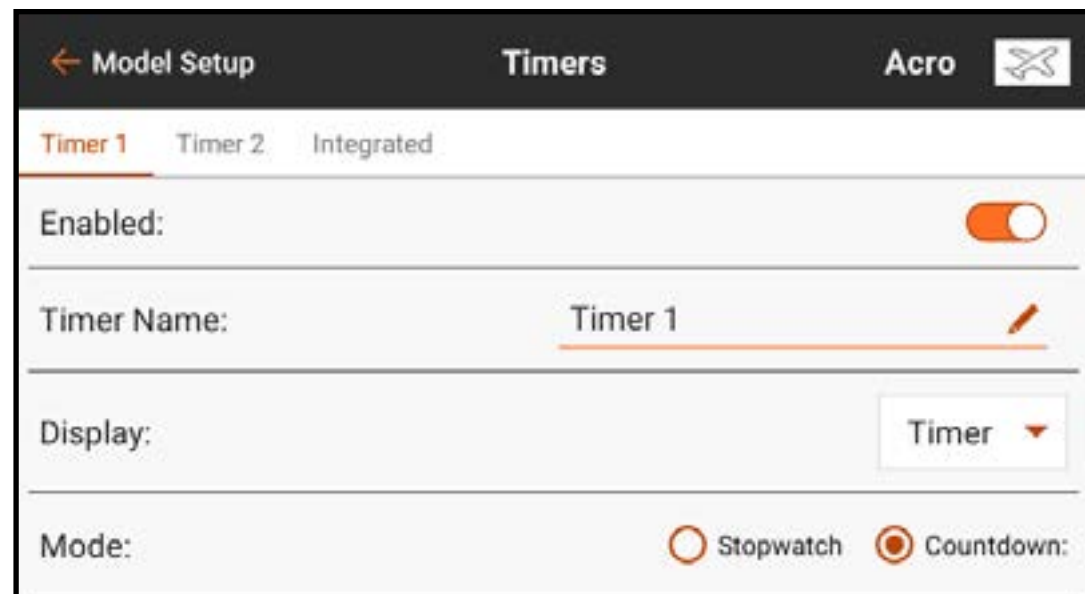 Model Setup Timers Acro
Timer 1 Timer 2 Integrated
Enabled:
Timer Name: Timer 1
Display: Timer
Mode: Stopwatch Countdown: